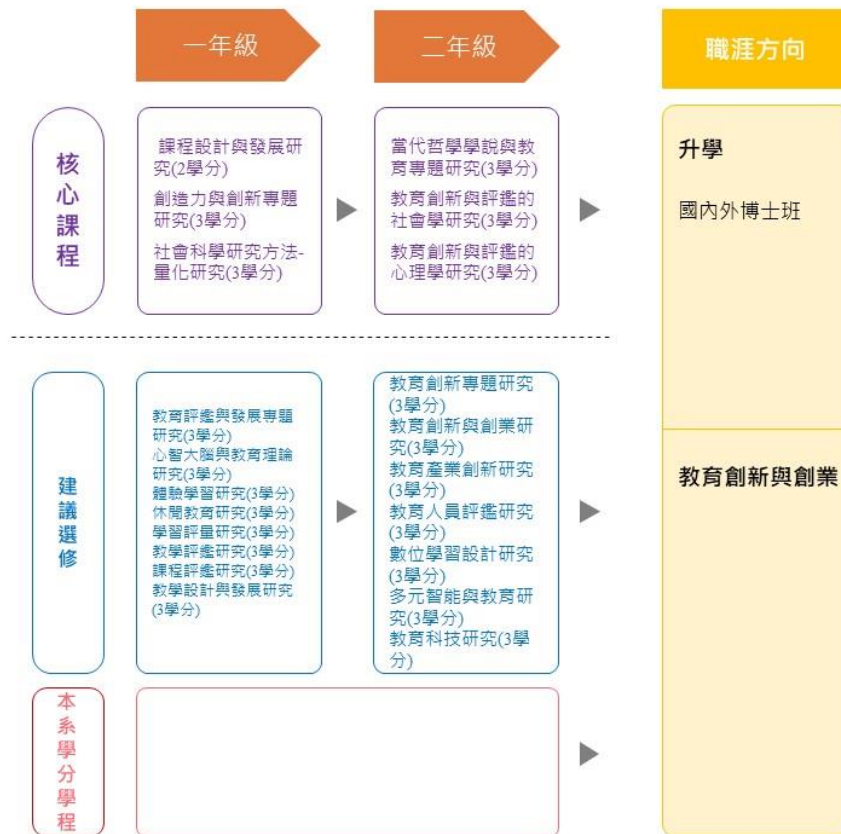 一年級
二年級
職涯方向
核心課程
課程設計與發展研
究(2學分)
創造力與創新專題
研究(3學分)
社會科學研究方法-
量化研究(3學分)
當代哲學學說與教
育專題研究(3學分)
教育創新與評鑑的
社會學研究(3學分)
教育創新與評鑑的
心理學研究(3學分)
升學
國內外博士班
建議選修
教育評鑑與發展專題
研究(3學分)
心智大腦與教育理論
研究(3學分)
體驗學習研究(3學分)
休閒教育研究(3學分)
學習評量研究(3學分)
教學評鑑研究(3學分)
課程評鑑研究(3學分)
教學設計與發展研究
(3學分)
教育創新專題研究
(3學分)
教育創新與創業研
究(3學分)
教育產業創新研究
(3學分)
教育人員評鑑研究
(3學分)
數位學習設計研究
(3學分)
多元智能與教育研
究(3學分)
教育科技研究(3學
分)
教育創新與創業
本系學分學程